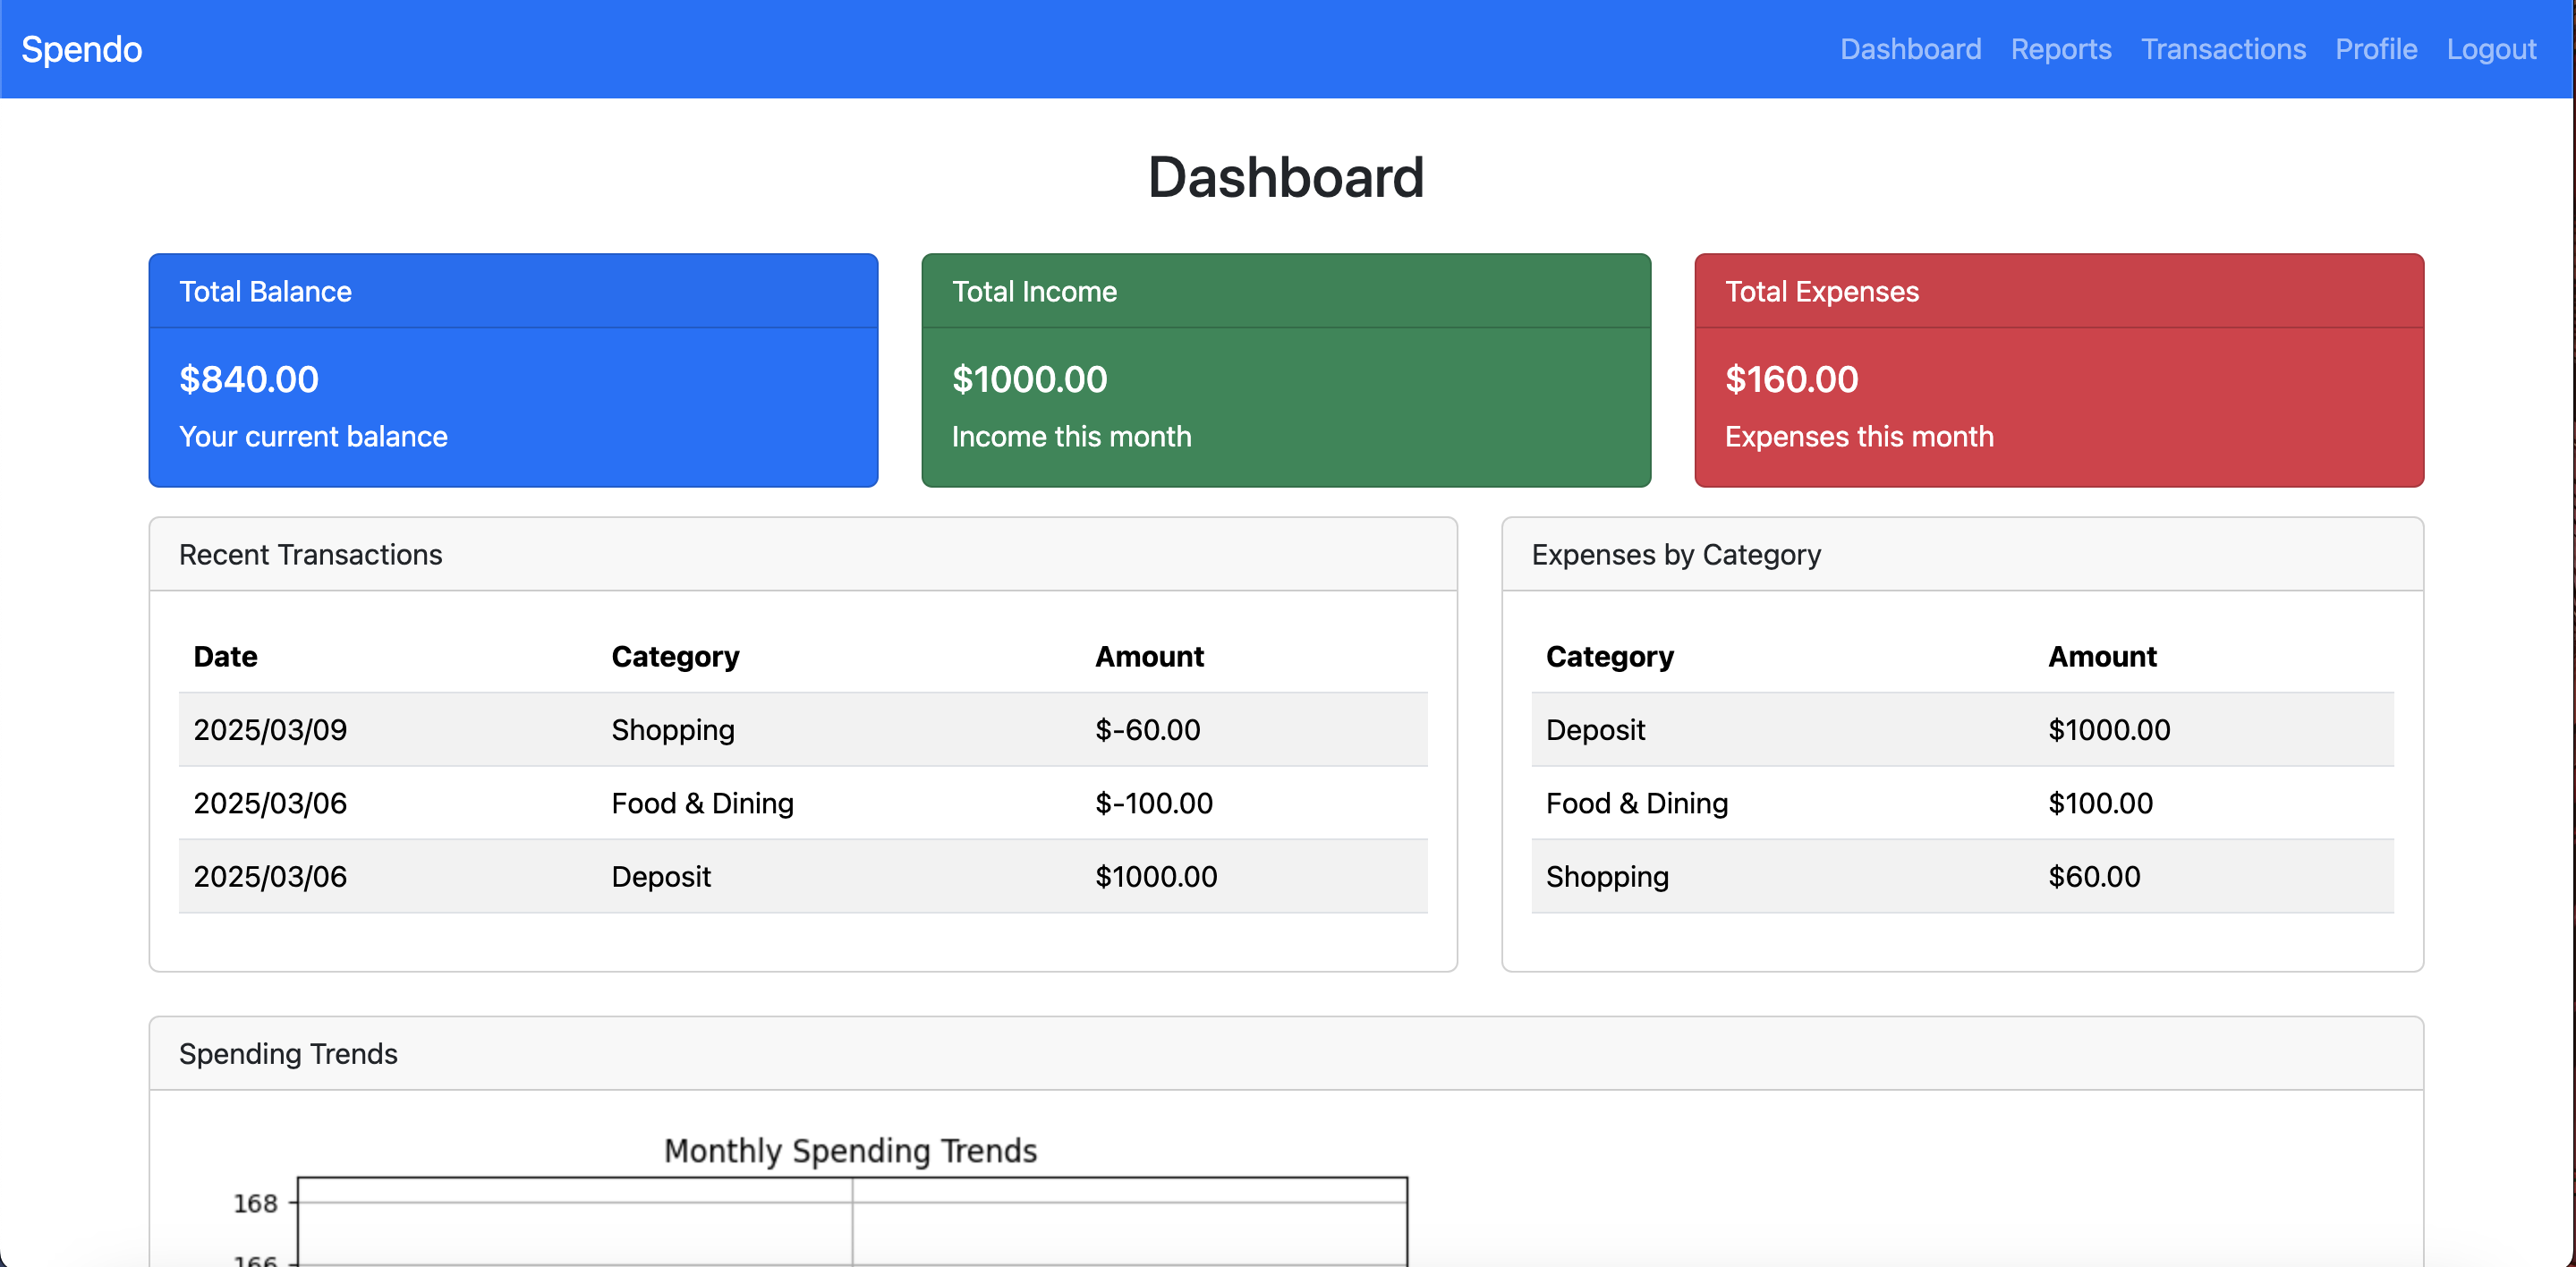 Spendo Dashboard Reports Transactions Profile Logout
Dashboard
Total Balance
$840.00
Your current balance
Total Income
$1000.00
Income this month
Total Expenses
$160.00
Expenses this month
Recent Transactions
Date Category Amount
2025/03/09 Shopping $-60.00
2025/03/06 Food & Dining $-100.00
2025/03/06 Deposit $1000.00
Expenses by Category
Category Amount
Deposit $1000.00
Food & Dining $100.00
Shopping $60.00
Spending Trends
Monthly Spending Trends
168
166